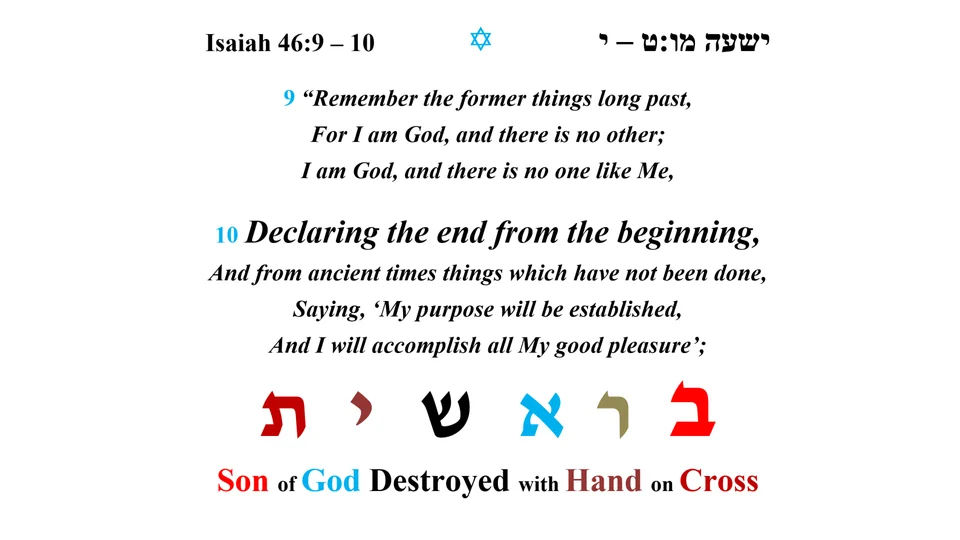 Isaiah 46:9 – 10 ✡ ישעה מו:ט – י
9 “Remember the former things long past,
For I am God, and there is no other;
I am God, and there is no one like Me,
10 Declaring the end from the beginning,
And from ancient times things which have not been done,
Saying, ‘My purpose will be established,
And I will accomplish all My good pleasure’;
ב ר א ש י ת
Son of God Destroyed with Hand on Cross